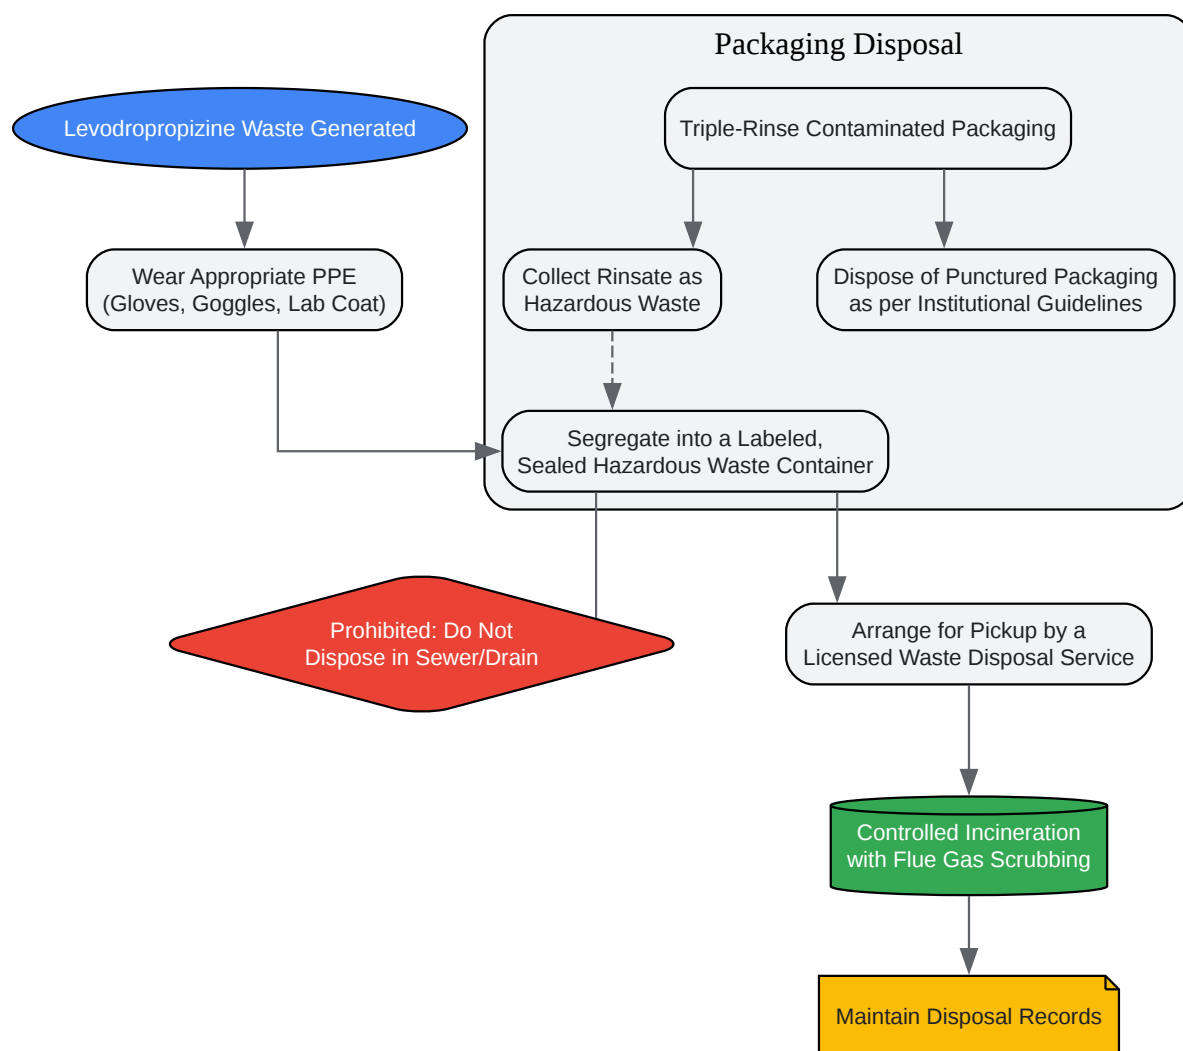 Packaging Disposal
Levodropropizine Waste Generated
Triple-Rinse Contaminated Packaging
Wear Appropriate PPE
(Gloves, Goggles, Lab Coat)
Collect Rinsate as
Hazardous Waste
Dispose of Punctured Packaging
as per Institutional Guidelines
Segregate into a Labeled,
Sealed Hazardous Waste Container
Prohibited: Do Not
Dispose in Sewer/Drain
Arrange for Pickup by a
Licensed Waste Disposal Service
Controlled Incineration
with Flue Gas Scrubbing
Maintain Disposal Records